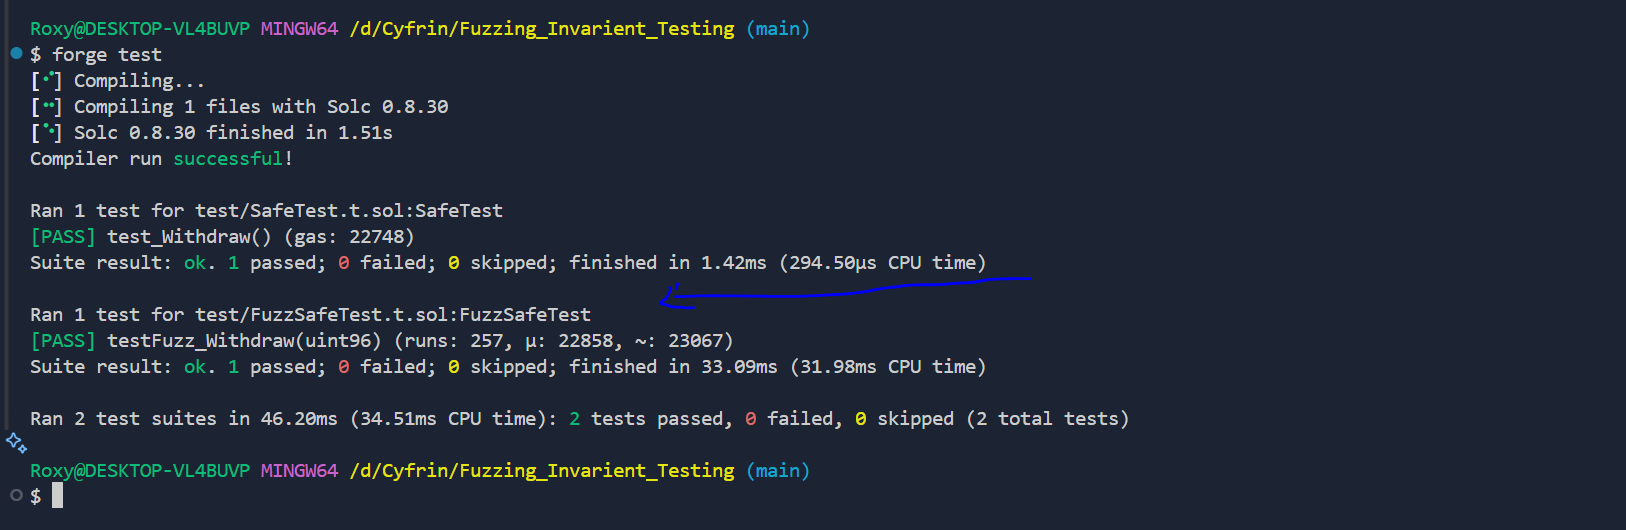 Roxy@DESKTOP-VL4BUVP MINGW64 /d/Cyfrin/Fuzzing_Invarient_Testing (main)
$ forge test
[⠊] Compiling...
[⠒] Compiling 1 files with Solc 0.8.30
[⠑] Solc 0.8.30 finished in 1.51s
Compiler run successful!
Ran 1 test for test/SafeTest.t.sol:SafeTest
[PASS] test_Withdraw() (gas: 22748)
Suite result: ok. 1 passed; 0 failed; 0 skipped; finished in 1.42ms (294.50µs CPU time)
Ran 1 test for test/FuzzSafeTest.t.sol:FuzzSafeTest
[PASS] testFuzz_Withdraw(uint96) (runs: 257, μ: 22858, ~: 23067)
Suite result: ok. 1 passed; 0 failed; 0 skipped; finished in 33.09ms (31.98ms CPU time)
Ran 2 test suites in 46.20ms (34.51ms CPU time): 2 tests passed, 0 failed, 0 skipped (2 total tests)
Roxy@DESKTOP-VL4BUVP MINGW64 /d/Cyfrin/Fuzzing_Invarient_Testing (main)
$